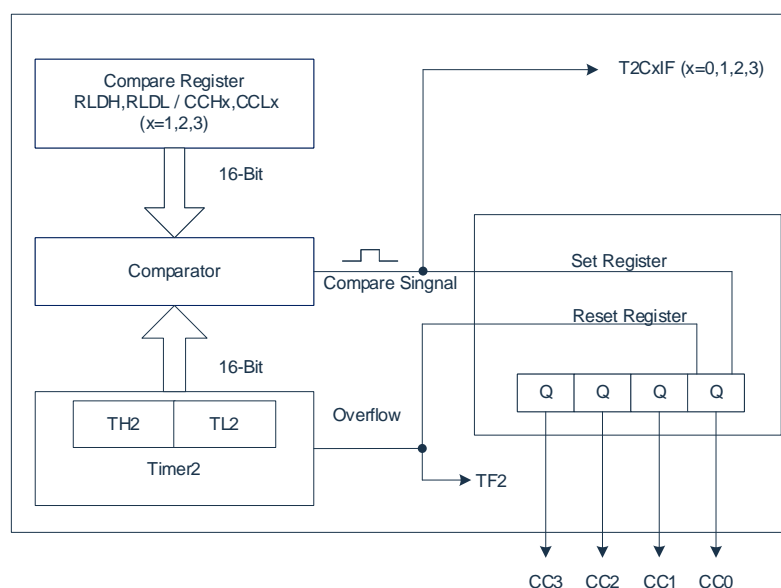 Compare Register
RLDH,RLDL / CCHx,CCLx
(x=1,2,3)
T2CxIF (x=0,1,2,3)
16-Bit
Comparator
Compare Singnal
Set Register
Reset Register
16-Bit
Q Q Q Q
TH2 TL2
Overflow
Timer2
TF2
CC3 CC2 CC1 CC0